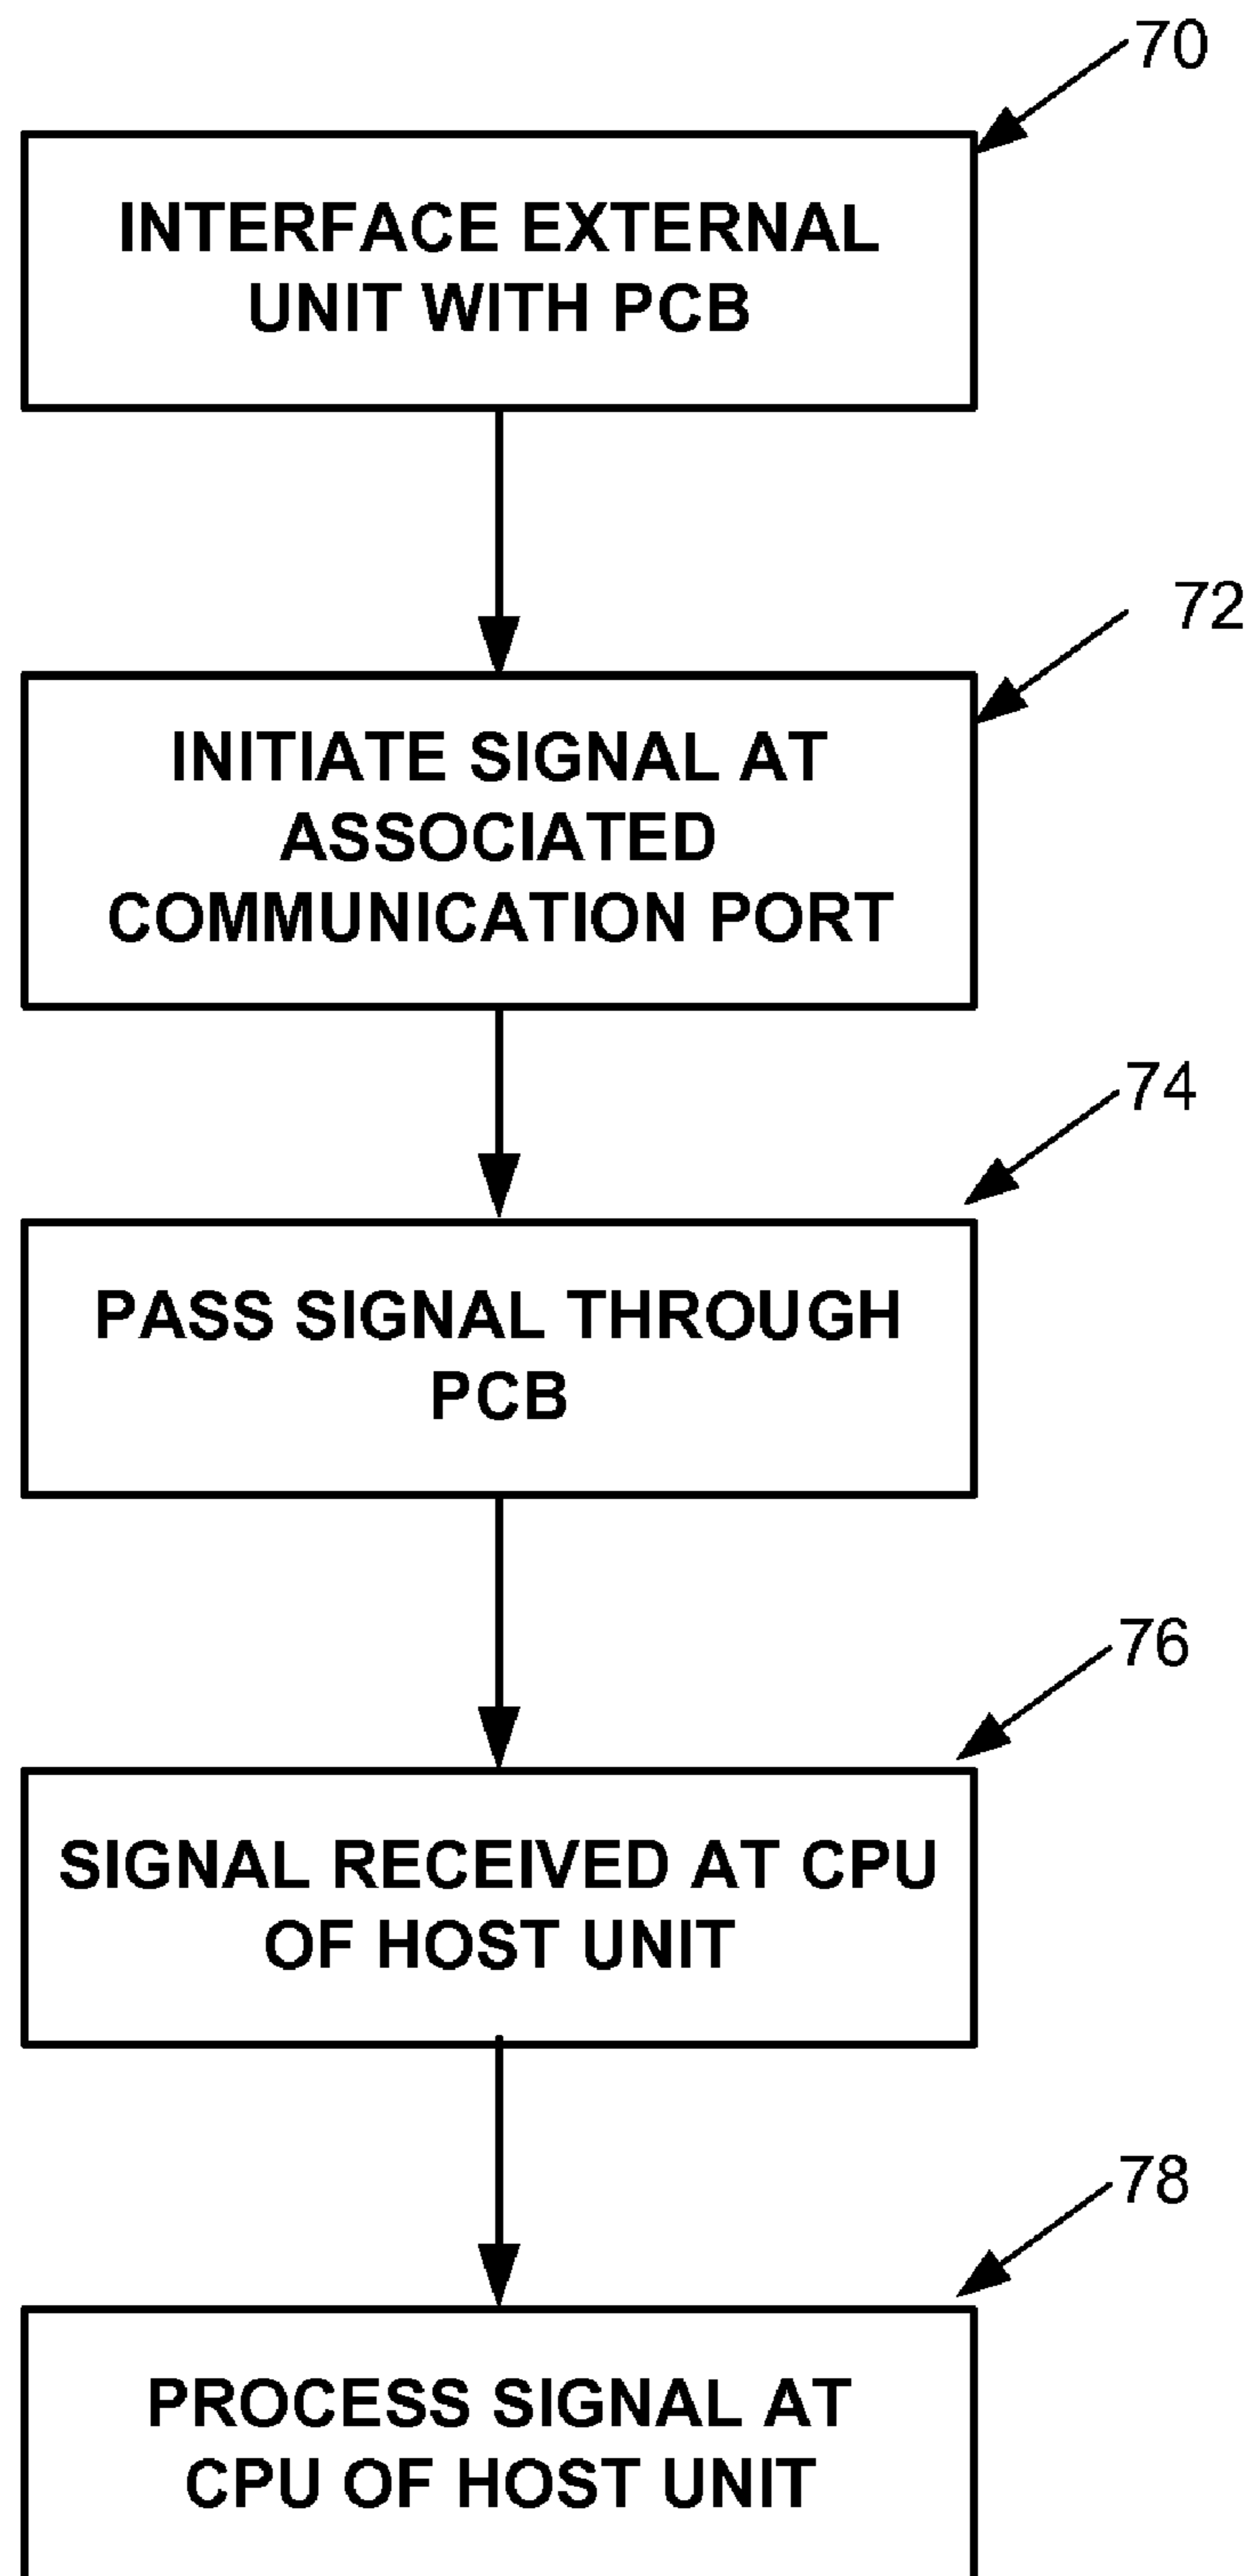 70
INTERFACE EXTERNAL
UNIT WITH PCB
72
INITIATE SIGNAL AT
ASSOCIATED
COMMUNICATION PORT
74
PASS SIGNAL THROUGH
PCB
76
SIGNAL RECEIVED AT CPU
OF HOST UNIT
78
PROCESS SIGNAL AT
CPU OF HOST UNIT